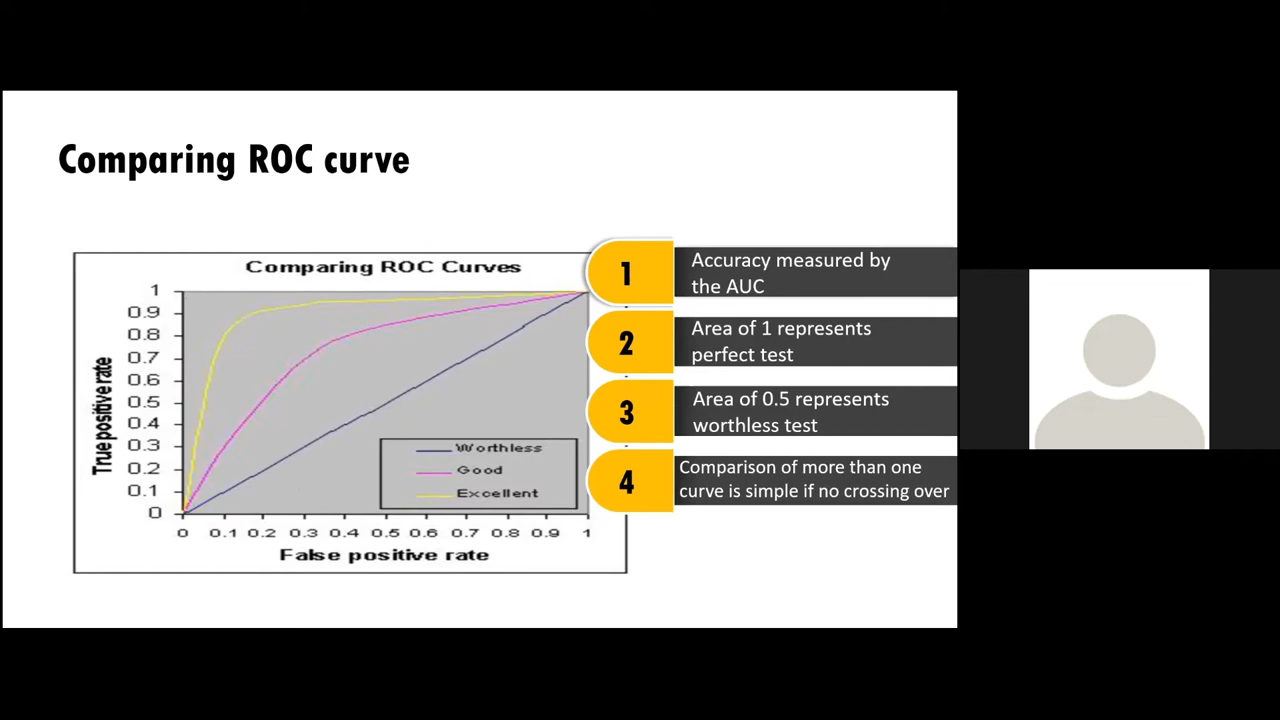 Comparing ROC curve
Comparing ROC Curves
1
0.9
0.8
0.7
0.6
0.5
0.4
0.3
0.2
0.1
0
True positive rate
Worthless
Good
Excellent
0 0.1 0.2 0.3 0.4 0.5 0.6 0.7 0.8 0.9 1
False positive rate
1
Accuracy measured by
the AUC
2
Area of 1 represents
perfect test
3
Area of 0.5 represents
worthless test
4
Comparison of more than one
curve is simple if no crossing over